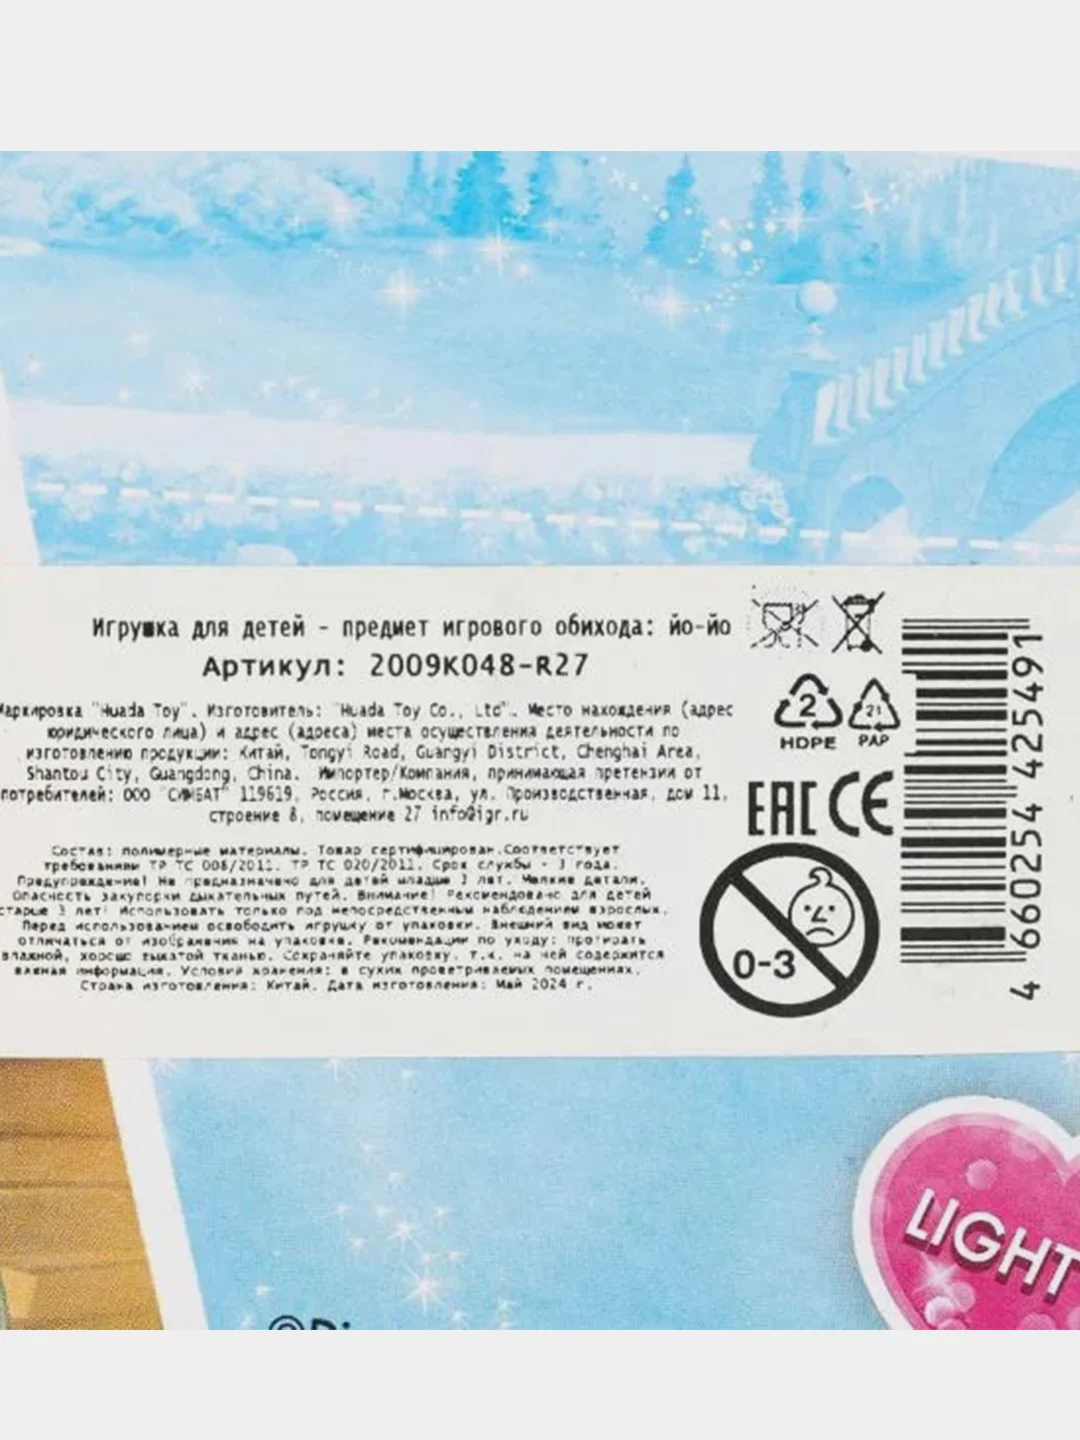 Игрушка для детей - предмет игрового обихода: йо-йо
Артикул: 2009K048-R27
Маркировка "Huada Toy". Изготовитель: "Huada Toy Co., Ltd". Место нахождения (адрес
юридического лица) и адрес (адреса) места осуществления деятельности по
изготовлению продукции: Китай, Tongyi Road, Guangyi District, Chenghai Area,
Shantou City, Guangdong, China. Импортер/Компания, принимающая претензии от
потребителей: ООО "СИМБАТ" 119619, Россия, г.Москва, ул. Производственная, дом 11,
строение 8, помещение 27 info@igr.ru
Состав: полимерные материалы. Товар сертифицирован.Соответствует
требованиям ТР ТС 008/2011, ТР ТС 020/2011. Срок службы - 3 года.
Предупреждение! Не предназначено для детей младше 3 лет. Мелкие детали.
Опасность закупорки дыхательных путей. Внимание! Рекомендовано для детей
старше 3 лет! Использовать только под непосредственным наблюдением взрослых.
Перед использованием освободить игрушку от упаковки. Внешний вид может
отличаться от изображения на упаковке. Рекомендации по уходу: протирать
влажной, хорошо выжатой тканью. Сохраняйте упаковку, т.к. на ней содержится
важная информация. Условия хранения: в сухих проветриваемых помещениях.
Страна изготовления: Китай. Дата изготовления: Май 2024 г.
2
HDPE
21
PAP
EAC CE
0-3
4 660254 425491
LIGHT